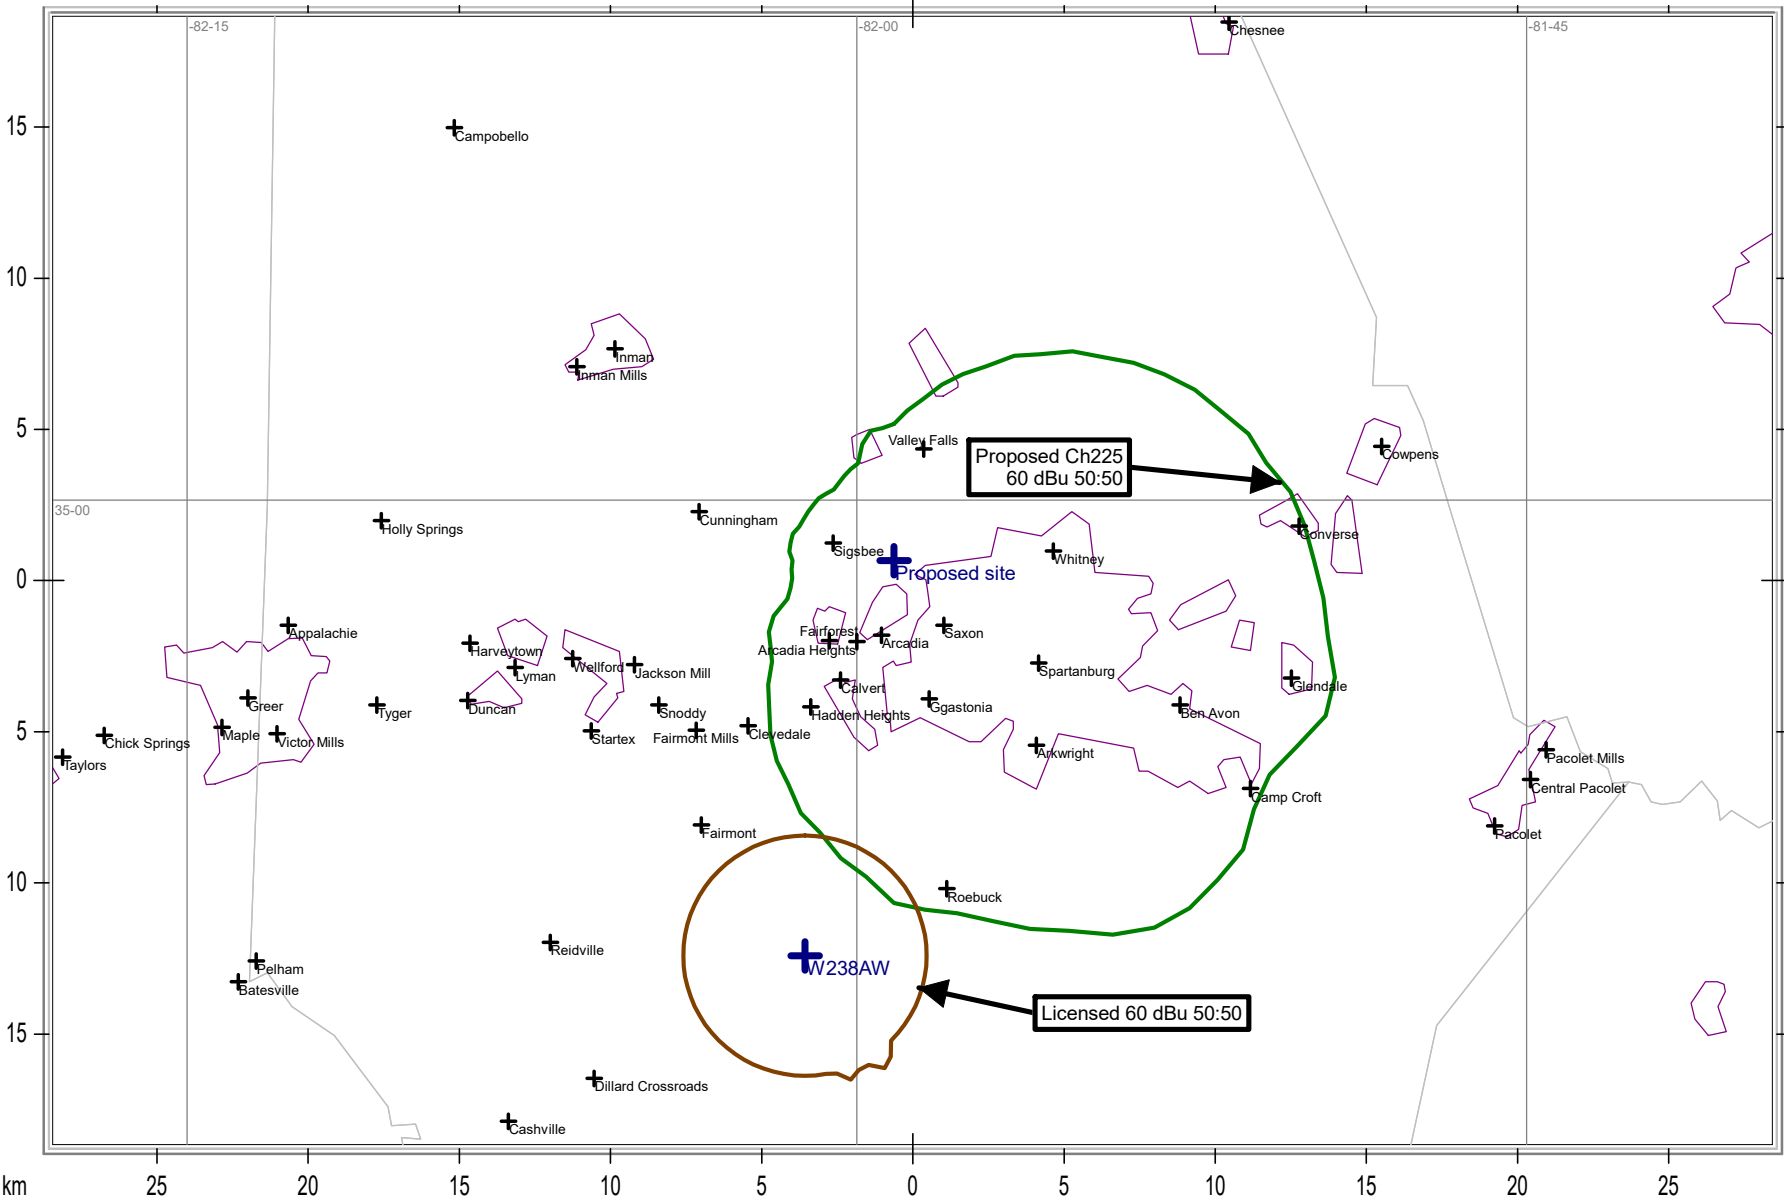 -82-15
-82-00
-81-45
Chesnee
15
Campobello
10
Inman
Inman Mills
5
Valley Falls
Cowpens
Proposed Ch225
60 dBu 50:50
35-00
Holly Springs
Cunningham
Converse
Sigsbee
Whitney
0
Proposed site
Appalachie
Fairforest
Saxon
Harveytown
Arcadia Heights
Arcadia
Wellford
Jackson Mill
Spartanburg
Lyman
Calvert
Glendale
Greer
Tyger
Duncan
Snoddy
Hadden Heights
Ggastonia
Ben Avon
5
Chick Springs
Maple
Victor Mills
Startex
Fairmont Mills
Clevedale
Arkwright
Pacolet Mills
Taylors
Central Pacolet
Camp Croft
Fairmont
Pacolet
10
Roebuck
Reidville
Pelham
W238AW
Batesville
Licensed 60 dBu 50:50
15
Dillard Crossroads
Cashville
km
25
20
15
10
5
0
5
10
15
20
25